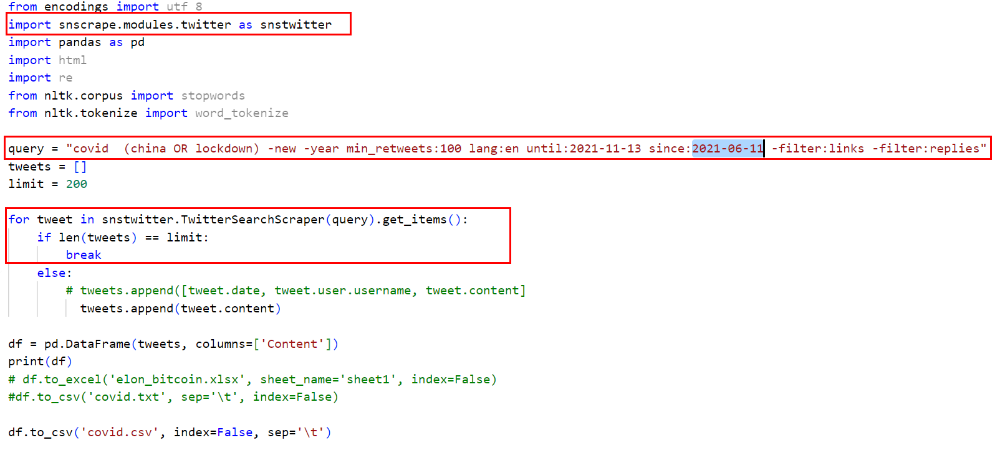 from encodings import utf_8
import snscrape.modules.twitter as snstwitter
import pandas as pd
import html
import re
from nltk.corpus import stopwords
from nltk.tokenize import word_tokenize
query = "covid  (china OR lockdown) -new -year min_retweets:100 lang:en until:2021-11-13 since:2021-06-11 -filter:links -filter:replies"
tweets = []
limit = 200
for tweet in snstwitter.TwitterSearchScraper(query).get_items():
    if len(tweets) == limit:
        break
    else:
        # tweets.append([tweet.date, tweet.user.username, tweet.content]
          tweets.append(tweet.content)
df = pd.DataFrame(tweets, columns=['Content'])
print(df)
# df.to_excel('elon_bitcoin.xlsx', sheet_name='sheet1', index=False)
#df.to_csv('covid.txt', sep='\t', index=False)
df.to_csv('covid.csv', index=False, sep='\t')